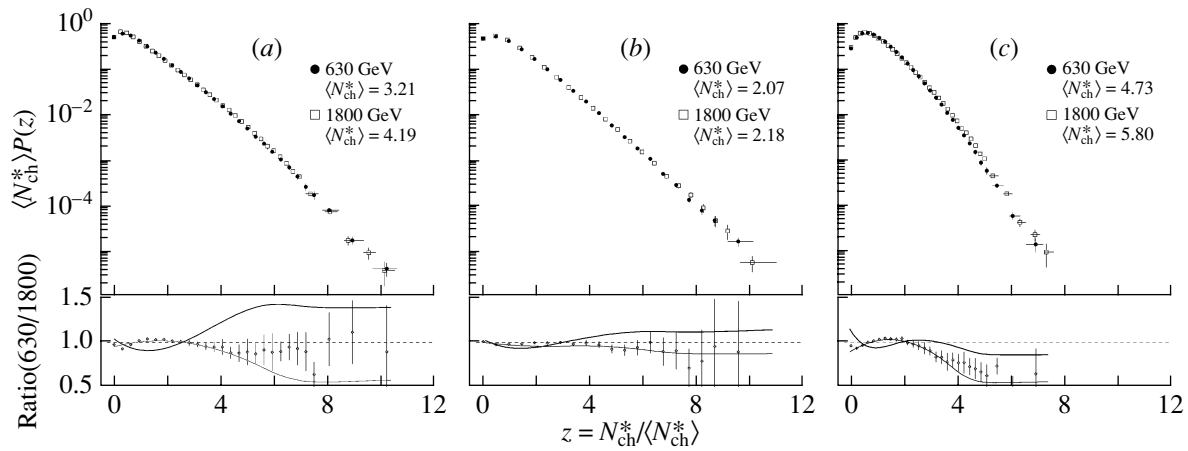 10⁰
10⁻²
10⁻⁴
⟨N*ch⟩P(z)
(a)
● 630 GeV
⟨N*ch⟩ = 3.21
□ 1800 GeV
⟨N*ch⟩ = 4.19
(b)
● 630 GeV
⟨N*ch⟩ = 2.07
□ 1800 GeV
⟨N*ch⟩ = 2.18
(c)
● 630 GeV
⟨N*ch⟩ = 4.73
□ 1800 GeV
⟨N*ch⟩ = 5.80
Ratio(630/1800)
1.5
1.0
0.5
0 4 8 12
0 4 8 12
0 4 8 12
z = N*ch/⟨N*ch⟩